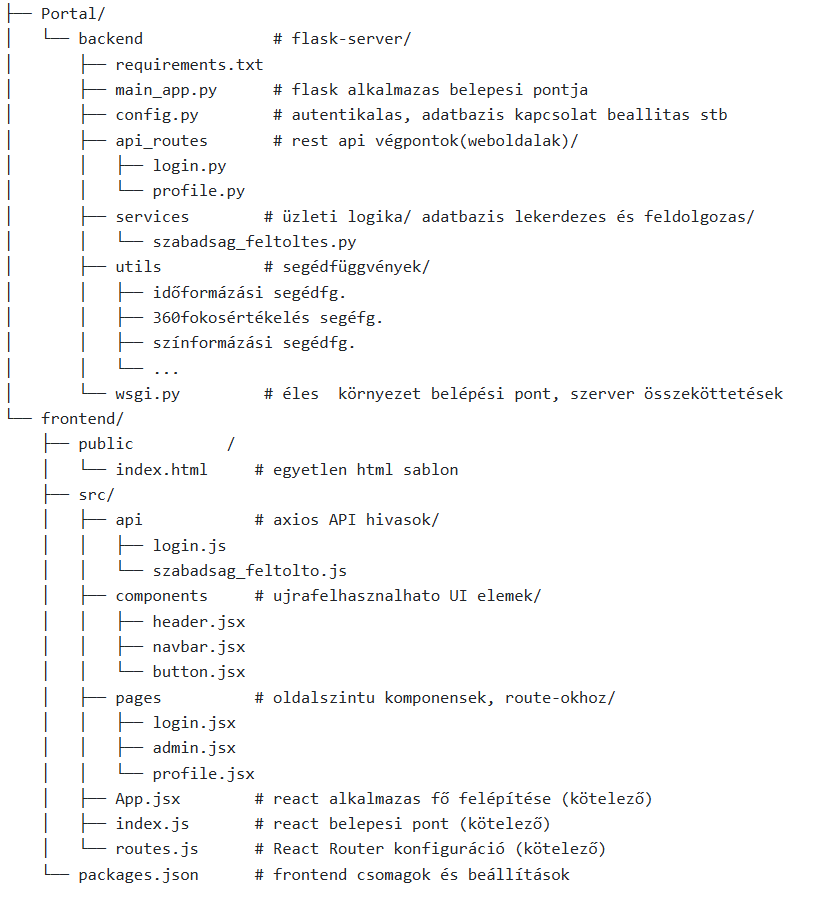 ├── Portal/
│   └── backend              # flask-server/
│       ├── requirements.txt
│       ├── main_app.py      # flask alkalmazas belepesi pontja
│       ├── config.py        # autentikalas, adatbazis kapcsolat beallitas stb
│       ├── api_routes       # rest api végpontok(weboldalak)/
│       │   ├── login.py
│       │   └── profile.py
│       ├── services        # üzleti logika/ adatbazis lekerdezes és feldolgozas/
│       │   └── szabadsag_feltoltes.py
│       ├── utils           # segédfüggvények/
│       │   ├── időformázási segédfg.
│       │   ├── 360fokosértékelés segéfg.
│       │   ├── színformázási segédfg.
│       │   └── ...
│       └── wsgi.py         # éles  környezet belépési pont, szerver összeköttetések
└── frontend/
    ├── public          /
    │   └── index.html     # egyetlen html sablon
    ├── src/
    │   ├── api            # axios API hivasok/
    │   │   ├── login.js
    │   │   └── szabadsag_feltolto.js
    │   ├── components     # ujrafelhasznalhato UI elemek/
    │   │   ├── header.jsx
    │   │   ├── navbar.jsx
    │   │   └── button.jsx
    │   ├── pages          # oldalszintu komponensek, route-okhoz/
    │   │   ├── login.jsx
    │   │   ├── admin.jsx
    │   │   └── profile.jsx
    │   ├── App.jsx        # react alkalmazas fő felépítése (kötelező)
    │   ├── index.js       # react belepesi pont (kötelező)
    │   └── routes.js      # React Router konfiguráció (kötelező)
    └── packages.json      # frontend csomagok és beállítások